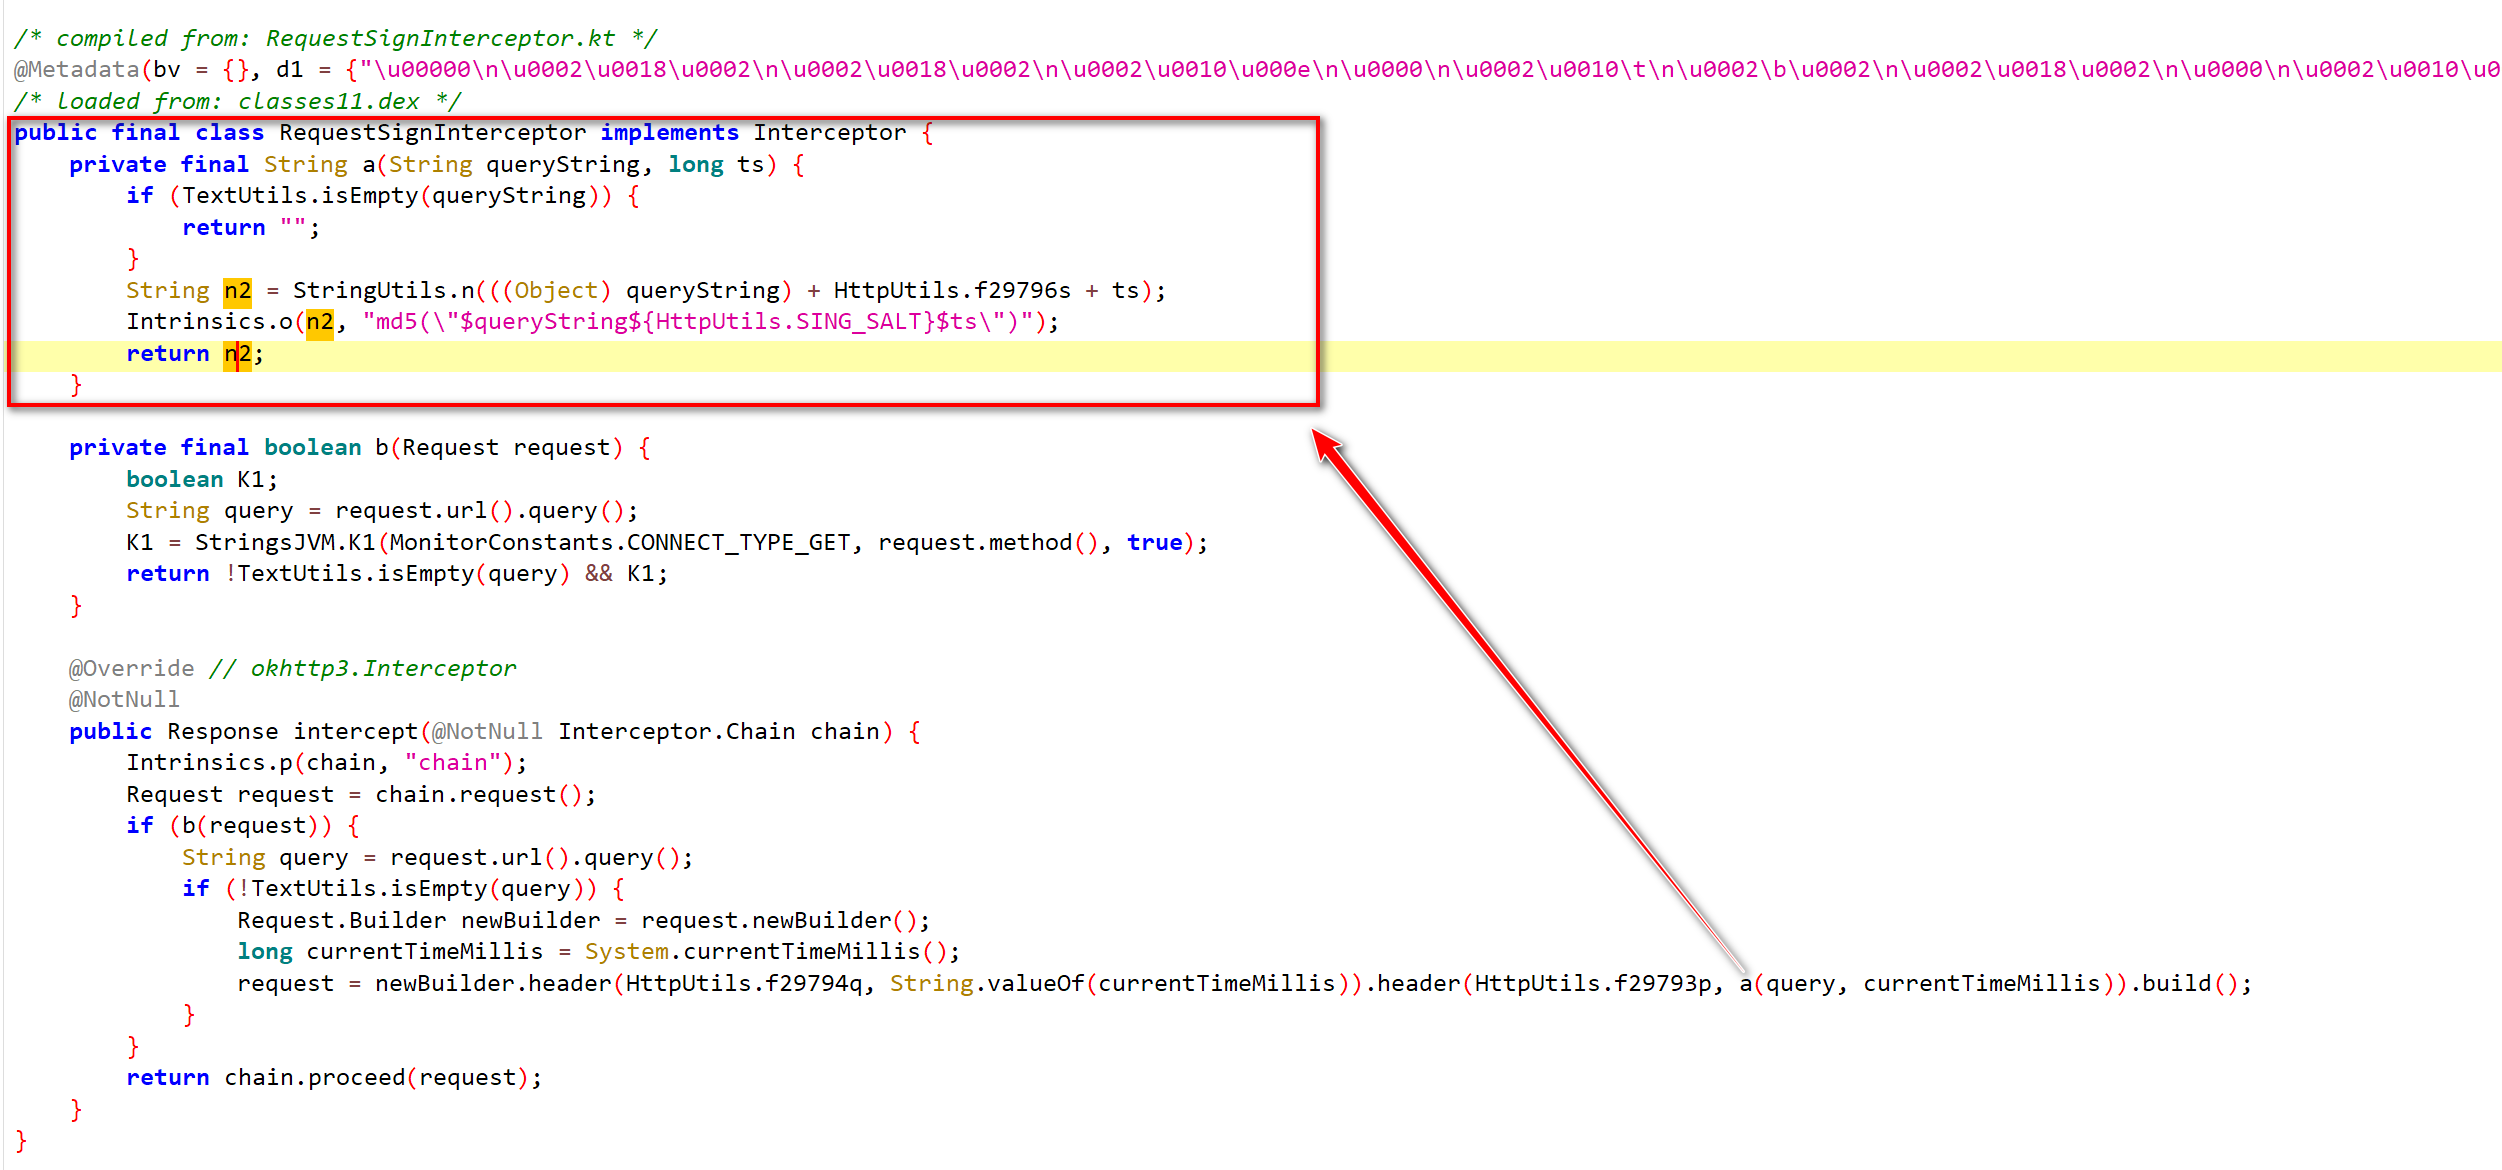 /* compiled from: RequestSignInterceptor.kt */
@Metadata(bv = {}, d1 = {"\u00000\n\u0002\u0018\u0002\n\u0002\u0018\u0002\n\u0002\u0010\u000e\n\u0000\n\u0002\u0010\t\n\u0002\b\u0002\n\u0002\u0018\u0002\n\u0000\n\u0002\u0010\u0
/* loaded from: classes11.dex */
public final class RequestSignInterceptor implements Interceptor {
    private final String a(String queryString, long ts) {
        if (TextUtils.isEmpty(queryString)) {
            return "";
        }
        String n2 = StringUtils.n(((Object) queryString) + HttpUtils.f29796s + ts);
        Intrinsics.o(n2, "md5(\"$queryString${HttpUtils.SING_SALT}$ts\")");
        return n2;
    }
    private final boolean b(Request request) {
        boolean K1;
        String query = request.url().query();
        K1 = StringsJVM.K1(MonitorConstants.CONNECT_TYPE_GET, request.method(), true);
        return !TextUtils.isEmpty(query) && K1;
    }
    @Override // okhttp3.Interceptor
    @NotNull
    public Response intercept(@NotNull Interceptor.Chain chain) {
        Intrinsics.p(chain, "chain");
        Request request = chain.request();
        if (b(request)) {
            String query = request.url().query();
            if (!TextUtils.isEmpty(query)) {
                Request.Builder newBuilder = request.newBuilder();
                long currentTimeMillis = System.currentTimeMillis();
                request = newBuilder.header(HttpUtils.f29794q, String.valueOf(currentTimeMillis)).header(HttpUtils.f29793p, a(query, currentTimeMillis)).build();
            }
        }
        return chain.proceed(request);
    }
}